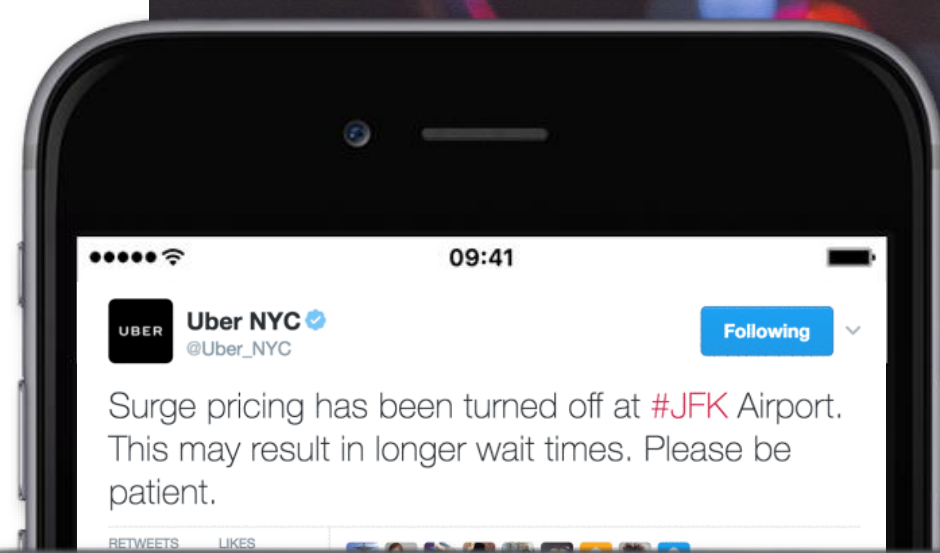 09:41
UBER
Uber NYC
@Uber_NYC
Following
Surge pricing has been turned off at #JFK Airport.
This may result in longer wait times. Please be
patient.
RETWEETS LIKES